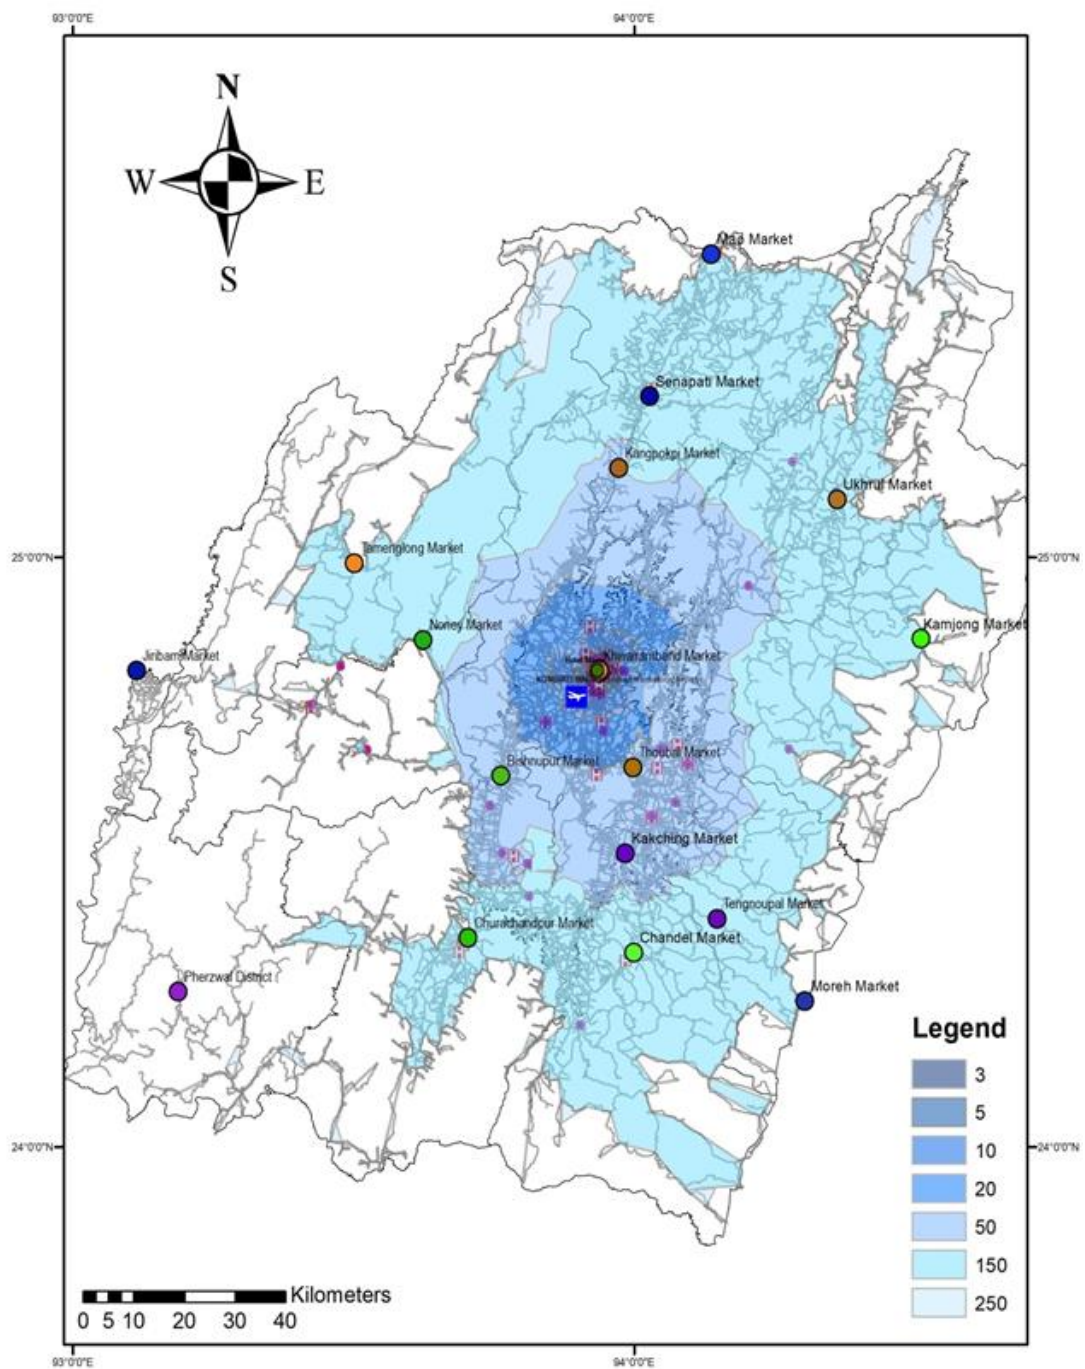 93°0'0"E
94°0'0"E
N
W
E
S
Mao Market
Senapati Market
Kangpokpi Market
Ukhrul Market
25°0'0"N
25°0'0"N
Tamenglong Market
Noney Market
Kamjong Market
Jiribam Market
Khwairamband Market
Thoubal Market
Bishnupur Market
Kakching Market
Tengnoupal Market
Churachandpur Market
Chandel Market
Pherzwal District
Moreh Market
Legend
3
5
10
20
50
150
250
24°0'0"N
24°0'0"N
Kilometers
0 5 10 20 30 40
93°0'0"E
94°0'0"E